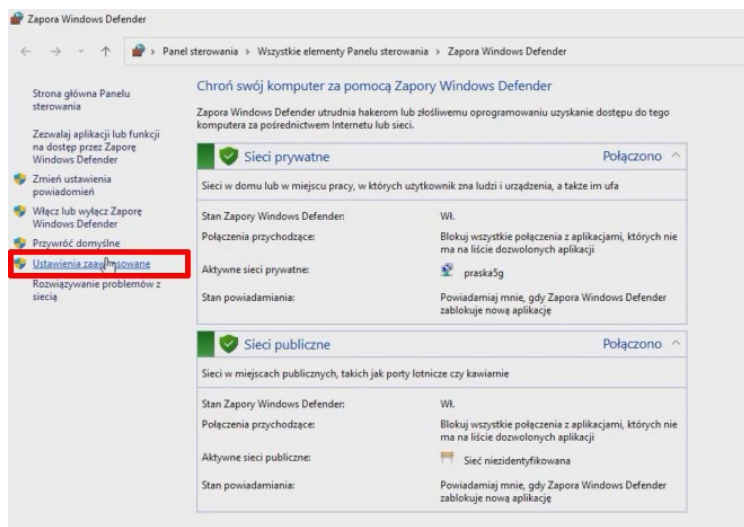 Zapora Windows Defender
Panel sterowania > Wszystkie elementy Panelu sterowania > Zapora Windows Defender
Strona główna Panelu
sterowania
Zezwalaj aplikacji lub funkcji
na dostęp przez Zaporę
Windows Defender
Zmień ustawienia
powiadomień
Włącz lub wyłącz Zaporę
Windows Defender
Przywróć domyślne
Ustawienia zaawansowane
Rozwiązywanie problemów z
siecią
Chroń swój komputer za pomocą Zapory Windows Defender
Zapora Windows Defender utrudnia hakerom lub złośliwemu oprogramowaniu uzyskanie dostępu do tego
komputera za pośrednictwem Internetu lub sieci.
Sieci prywatne Połączono
Sieci w domu lub w miejscu pracy, w których użytkownik zna ludzi i urządzenia, a także im ufa
Stan Zapory Windows Defender: Wł.
Połączenia przychodzące: Blokuj wszystkie połączenia z aplikacjami, których nie
ma na liście dozwolonych aplikacji
Aktywne sieci prywatne: praska5g
Stan powiadamiania: Powiadamiaj mnie, gdy Zapora Windows Defender
zablokuje nową aplikację
Sieci publiczne Połączono
Sieci w miejscach publicznych, takich jak porty lotnicze czy kawiarnie
Stan Zapory Windows Defender: Wł.
Połączenia przychodzące: Blokuj wszystkie połączenia z aplikacjami, których nie
ma na liście dozwolonych aplikacji
Aktywne sieci publiczne: Sieć niezidentyfikowana
Stan powiadamiania: Powiadamiaj mnie, gdy Zapora Windows Defender
zablokuje nową aplikację